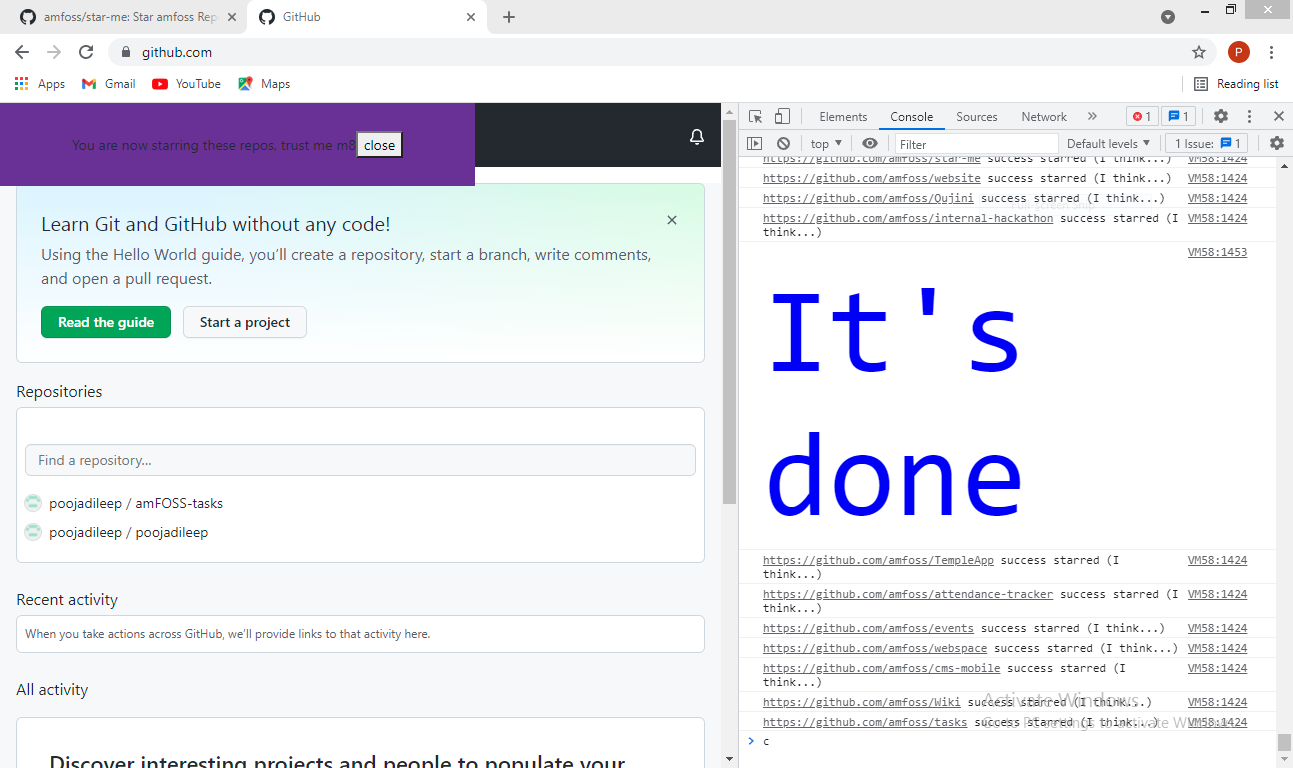 amfoss/star-me: Star amfoss Rep
GitHub
github.com
P
Apps
Gmail
YouTube
Maps
Reading list
You are now starring these repos, trust me m8
close
Learn Git and GitHub without any code!
Using the Hello World guide, you’ll create a repository, start a branch, write comments,
and open a pull request.
Read the guide
Start a project
Repositories
Find a repository...
poojadileep / amFOSS-tasks
poojadileep / poojadileep
Recent activity
When you take actions across GitHub, we’ll provide links to that activity here.
All activity
Discover interesting projects and people to populate your
Elements Console Sources Network » 1 1
top Filter Default levels 1 Issue: 1
https://github.com/amfoss/star-me success starred (I think...) VM58:1424
https://github.com/amfoss/website success starred (I think...) VM58:1424
https://github.com/amfoss/Qujini success starred (I think...) VM58:1424
https://github.com/amfoss/internal-hackathon success starred (I VM58:1424
think...)
VM58:1453
It's
done
https://github.com/amfoss/TempleApp success starred (I VM58:1424
think...)
https://github.com/amfoss/attendance-tracker success starred (I VM58:1424
think...)
https://github.com/amfoss/events success starred (I think...) VM58:1424
https://github.com/amfoss/webspace success starred (I think...) VM58:1424
https://github.com/amfoss/cms-mobile success starred (I VM58:1424
think...)
https://github.com/amfoss/Wiki success starred (I think...) VM58:1424
https://github.com/amfoss/tasks success starred (I think...) VM58:1424
Activate Windows
Go to PC settings to activate Windows.
> c